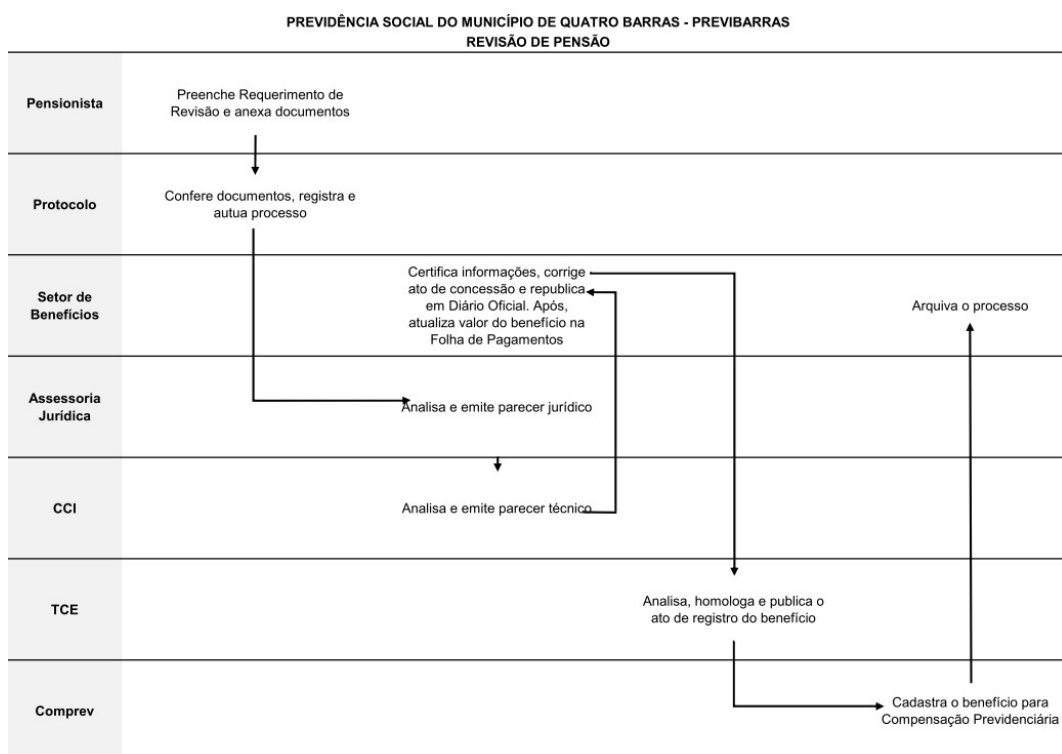 PREVIDÊNCIA SOCIAL DO MUNICÍPIO DE QUATRO BARRAS - PREVIBARRAS
REVISÃO DE PENSÃO
Pensionista
Preenche Requerimento de
Revisão e anexa documentos
Protocolo
Confere documentos, registra e
autua processo
Setor de
Benefícios
Certifica informações, corrige
ato de concessão e republica
em Diário Oficial. Após,
atualiza valor do benefício na
Folha de Pagamentos
Arquiva o processo
Assessoria
Jurídica
Analisa e emite parecer jurídico
CCI
Analisa e emite parecer técnico
TCE
Analisa, homologa e publica o
ato de registro do benefício
Comprev
Cadastra o benefício para
Compensação Previdenciária